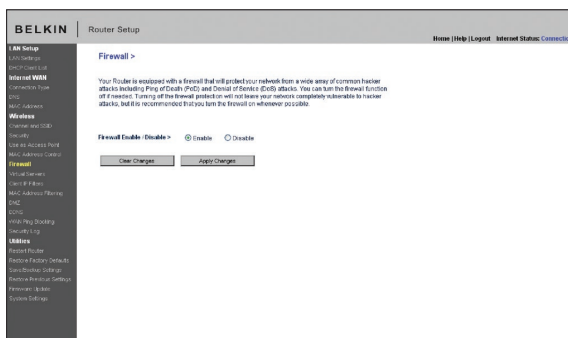 BELKIN
Router Setup
Home | Help | Logout Internet Status: Connectio
LAN Setup
LAN Settings
DHCP Client List
Internet WAN
Connection Type
DNS
MAC Address
Wireless
Channel and SSID
Security
Use as Access Point
MAC Address Control
Firewall
Virtual Servers
Client IP Filters
MAC Address Filtering
DMZ
DDNS
WAN Ping Blocking
Security Log
Utilities
Restart Router
Restore Factory Defaults
Save/Backup Settings
Restore Previous Settings
Firmware Update
System Settings
Firewall >
Your Router is equipped with a firewall that will protect your network from a wide array of common hacker
attacks including Ping of Death (PoD) and Denial of Service (DoS) attacks. You can turn the firewall function
off if needed. Turning off the firewall protection will not leave your network completely vulnerable to hacker
attacks, but it is recommended that you turn the firewall on whenever possible.
Firewall Enable / Disable > Enable Disable
Clear Changes Apply Changes